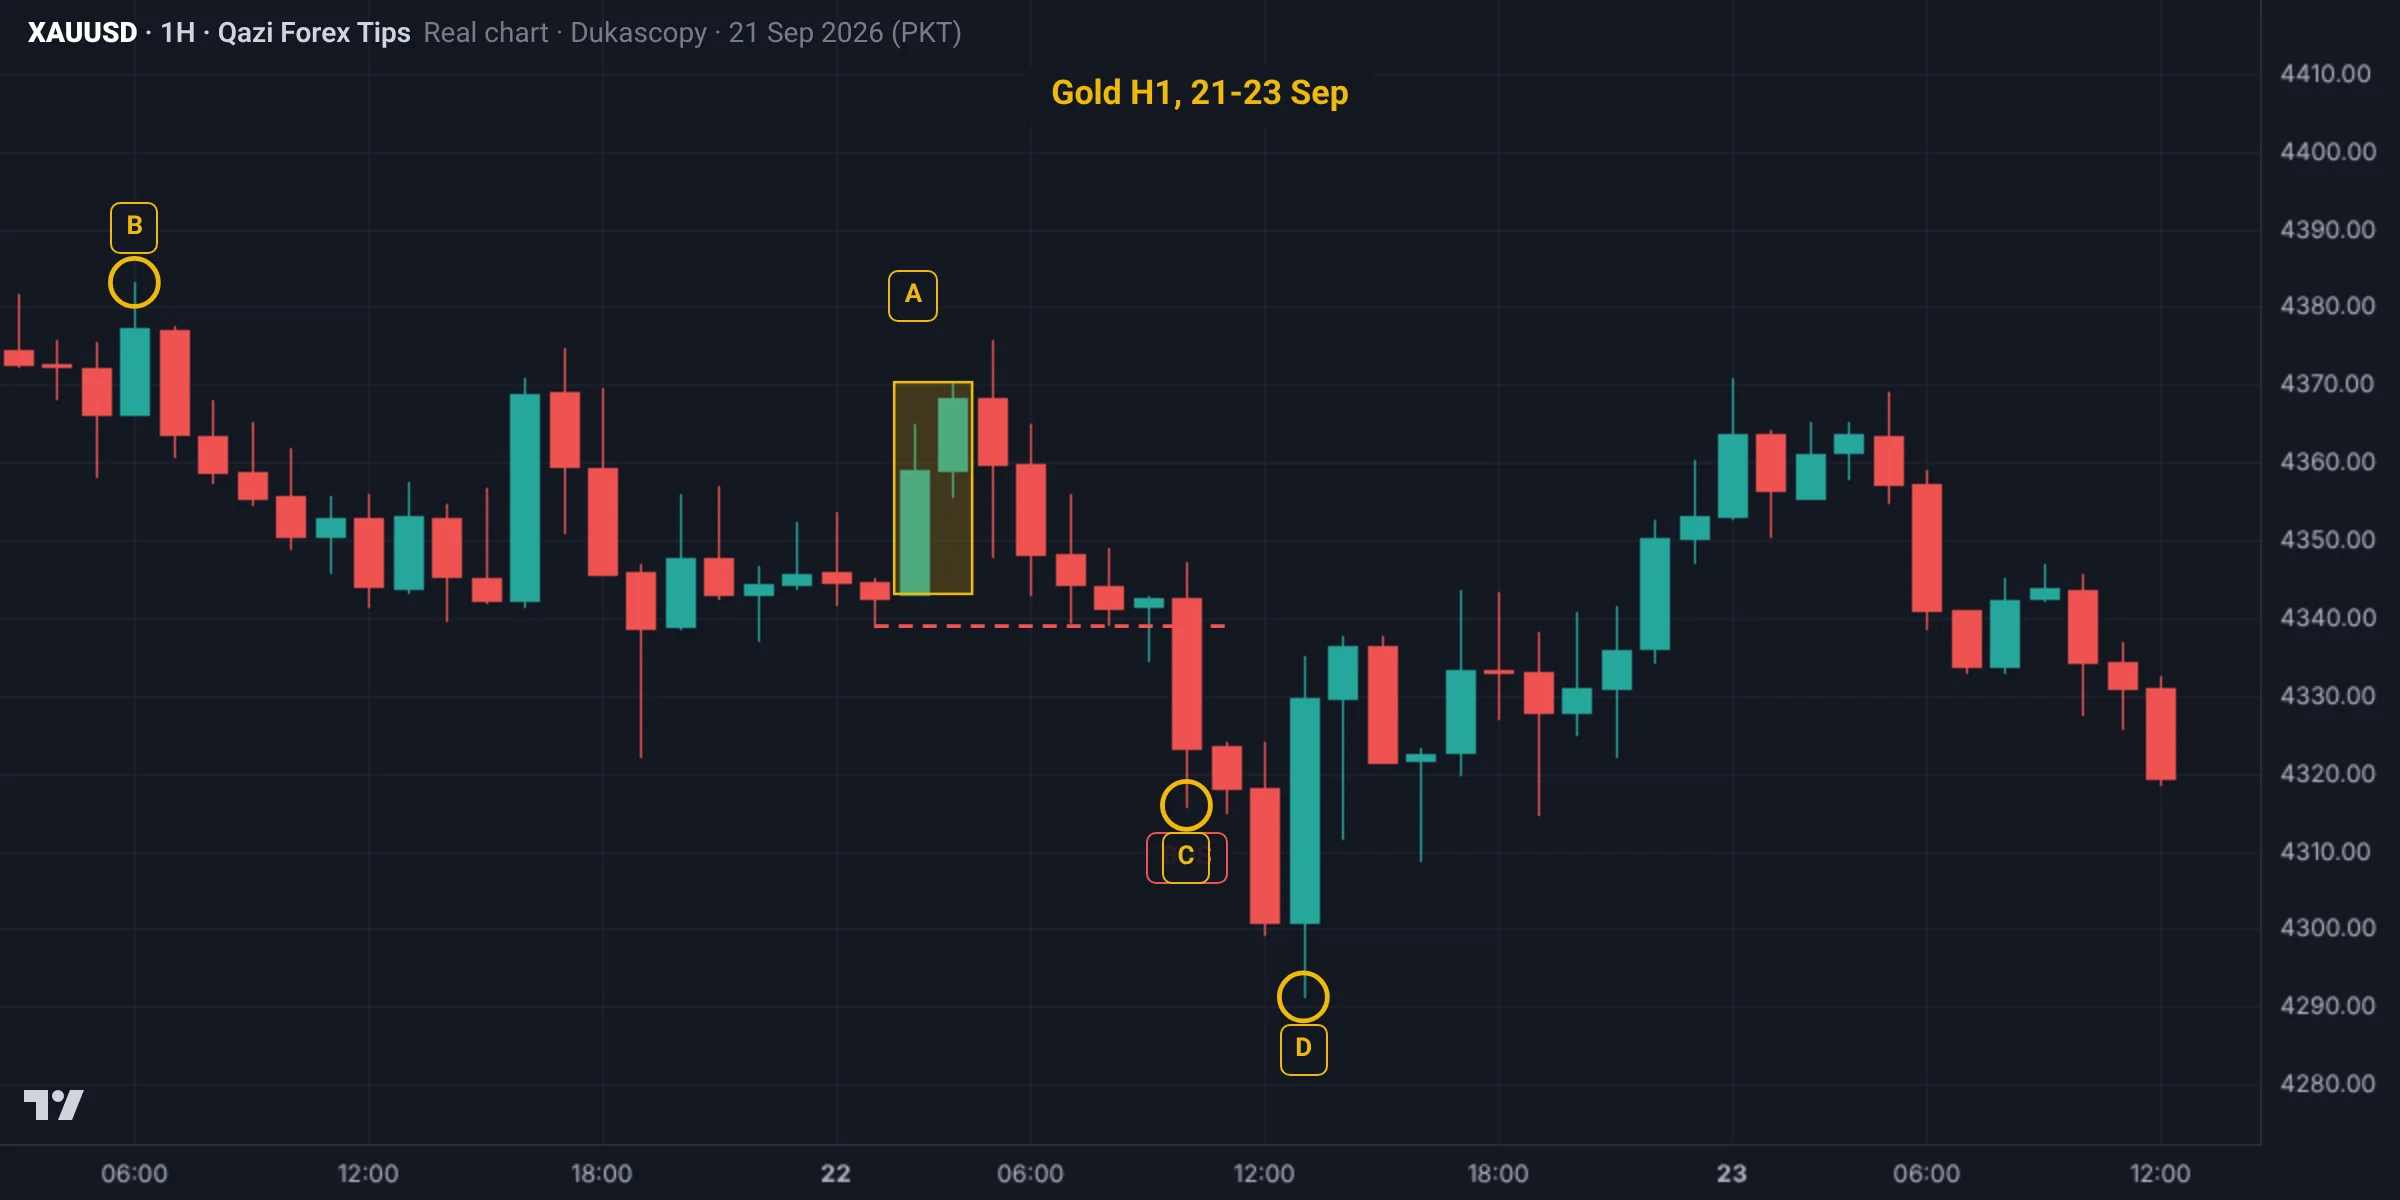 XAUUSD · 1H · Qazi Forex Tips Real chart · Dukascopy · 21 Sep 2026 (PKT)
Gold H1, 21-23 Sep
4410.00
4400.00
4390.00
4380.00
4370.00
4360.00
4350.00
4340.00
4330.00
4320.00
4310.00
4300.00
4290.00
4280.00
B
A
C
D
06:00 12:00 18:00 22 06:00 12:00 18:00 23 06:00 12:00